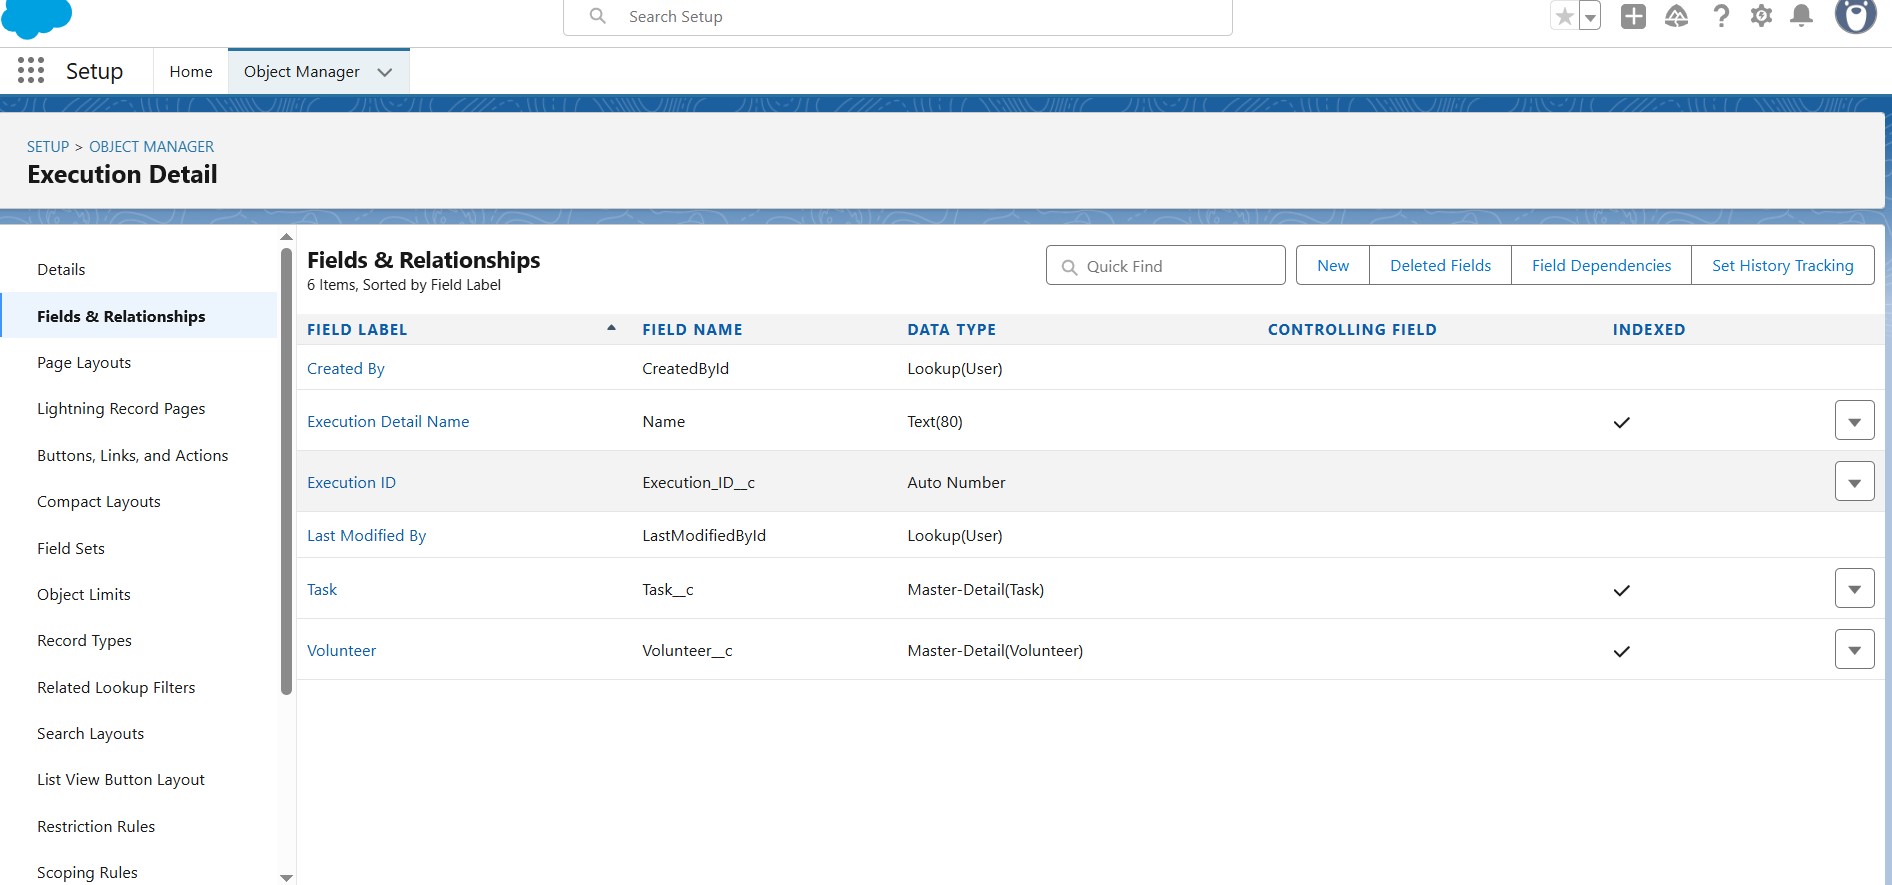 Search Setup
Setup
Home
Object Manager
SETUP > OBJECT MANAGER
Execution Detail
Details
Fields & Relationships
Page Layouts
Lightning Record Pages
Buttons, Links, and Actions
Compact Layouts
Field Sets
Object Limits
Record Types
Related Lookup Filters
Search Layouts
List View Button Layout
Restriction Rules
Scoping Rules
Fields & Relationships
6 Items, Sorted by Field Label
Quick Find
New
Deleted Fields
Field Dependencies
Set History Tracking
FIELD LABEL FIELD NAME DATA TYPE CONTROLLING FIELD INDEXED
Created By CreatedById Lookup(User)
Execution Detail Name Name Text(80)
Execution ID Execution_ID__c Auto Number
Last Modified By LastModifiedById Lookup(User)
Task Task__c Master-Detail(Task)
Volunteer Volunteer__c Master-Detail(Volunteer)